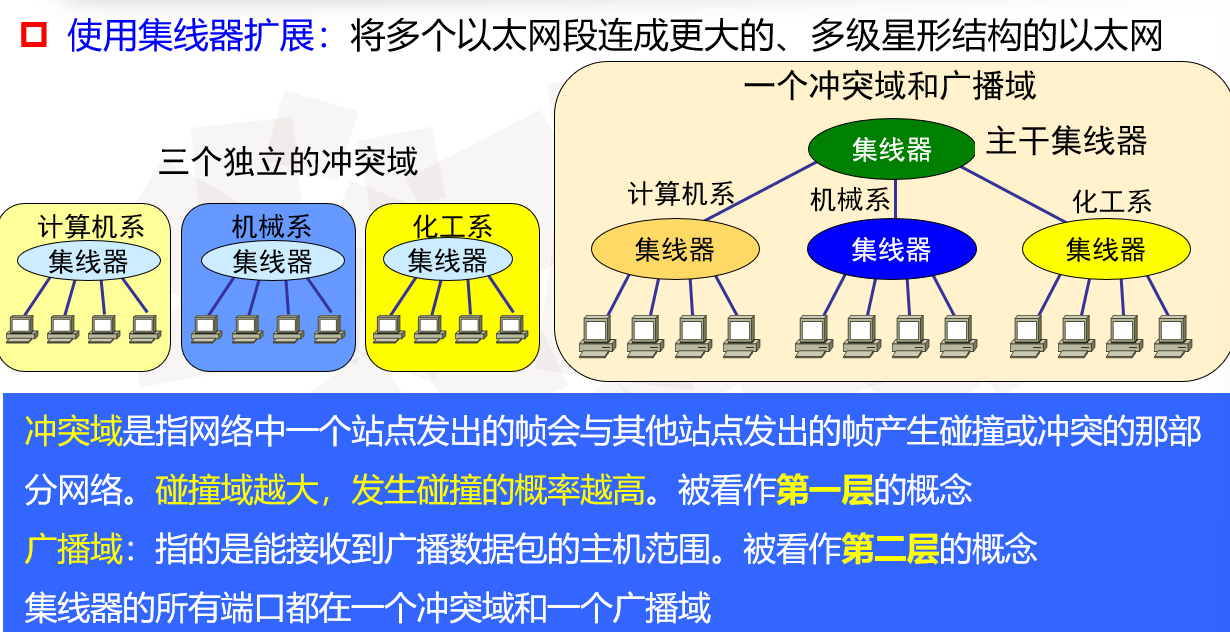 使用集线器扩展：将多个以太网段连成更大的、多级星形结构的以太网
一个冲突域和广播域
集线器
主干集线器
三个独立的冲突域
计算机系
机械系
化工系
集线器
集线器
集线器
计算机系
机械系
化工系
集线器
集线器
集线器
冲突域是指网络中一个站点发出的帧会与其他站点发出的帧产生碰撞或冲突的那部
分网络。碰撞域越大，发生碰撞的概率越高。被看作第一层的概念
广播域：指的是能接收到广播数据包的主机范围。被看作第二层的概念
集线器的所有端口都在一个冲突域和一个广播域